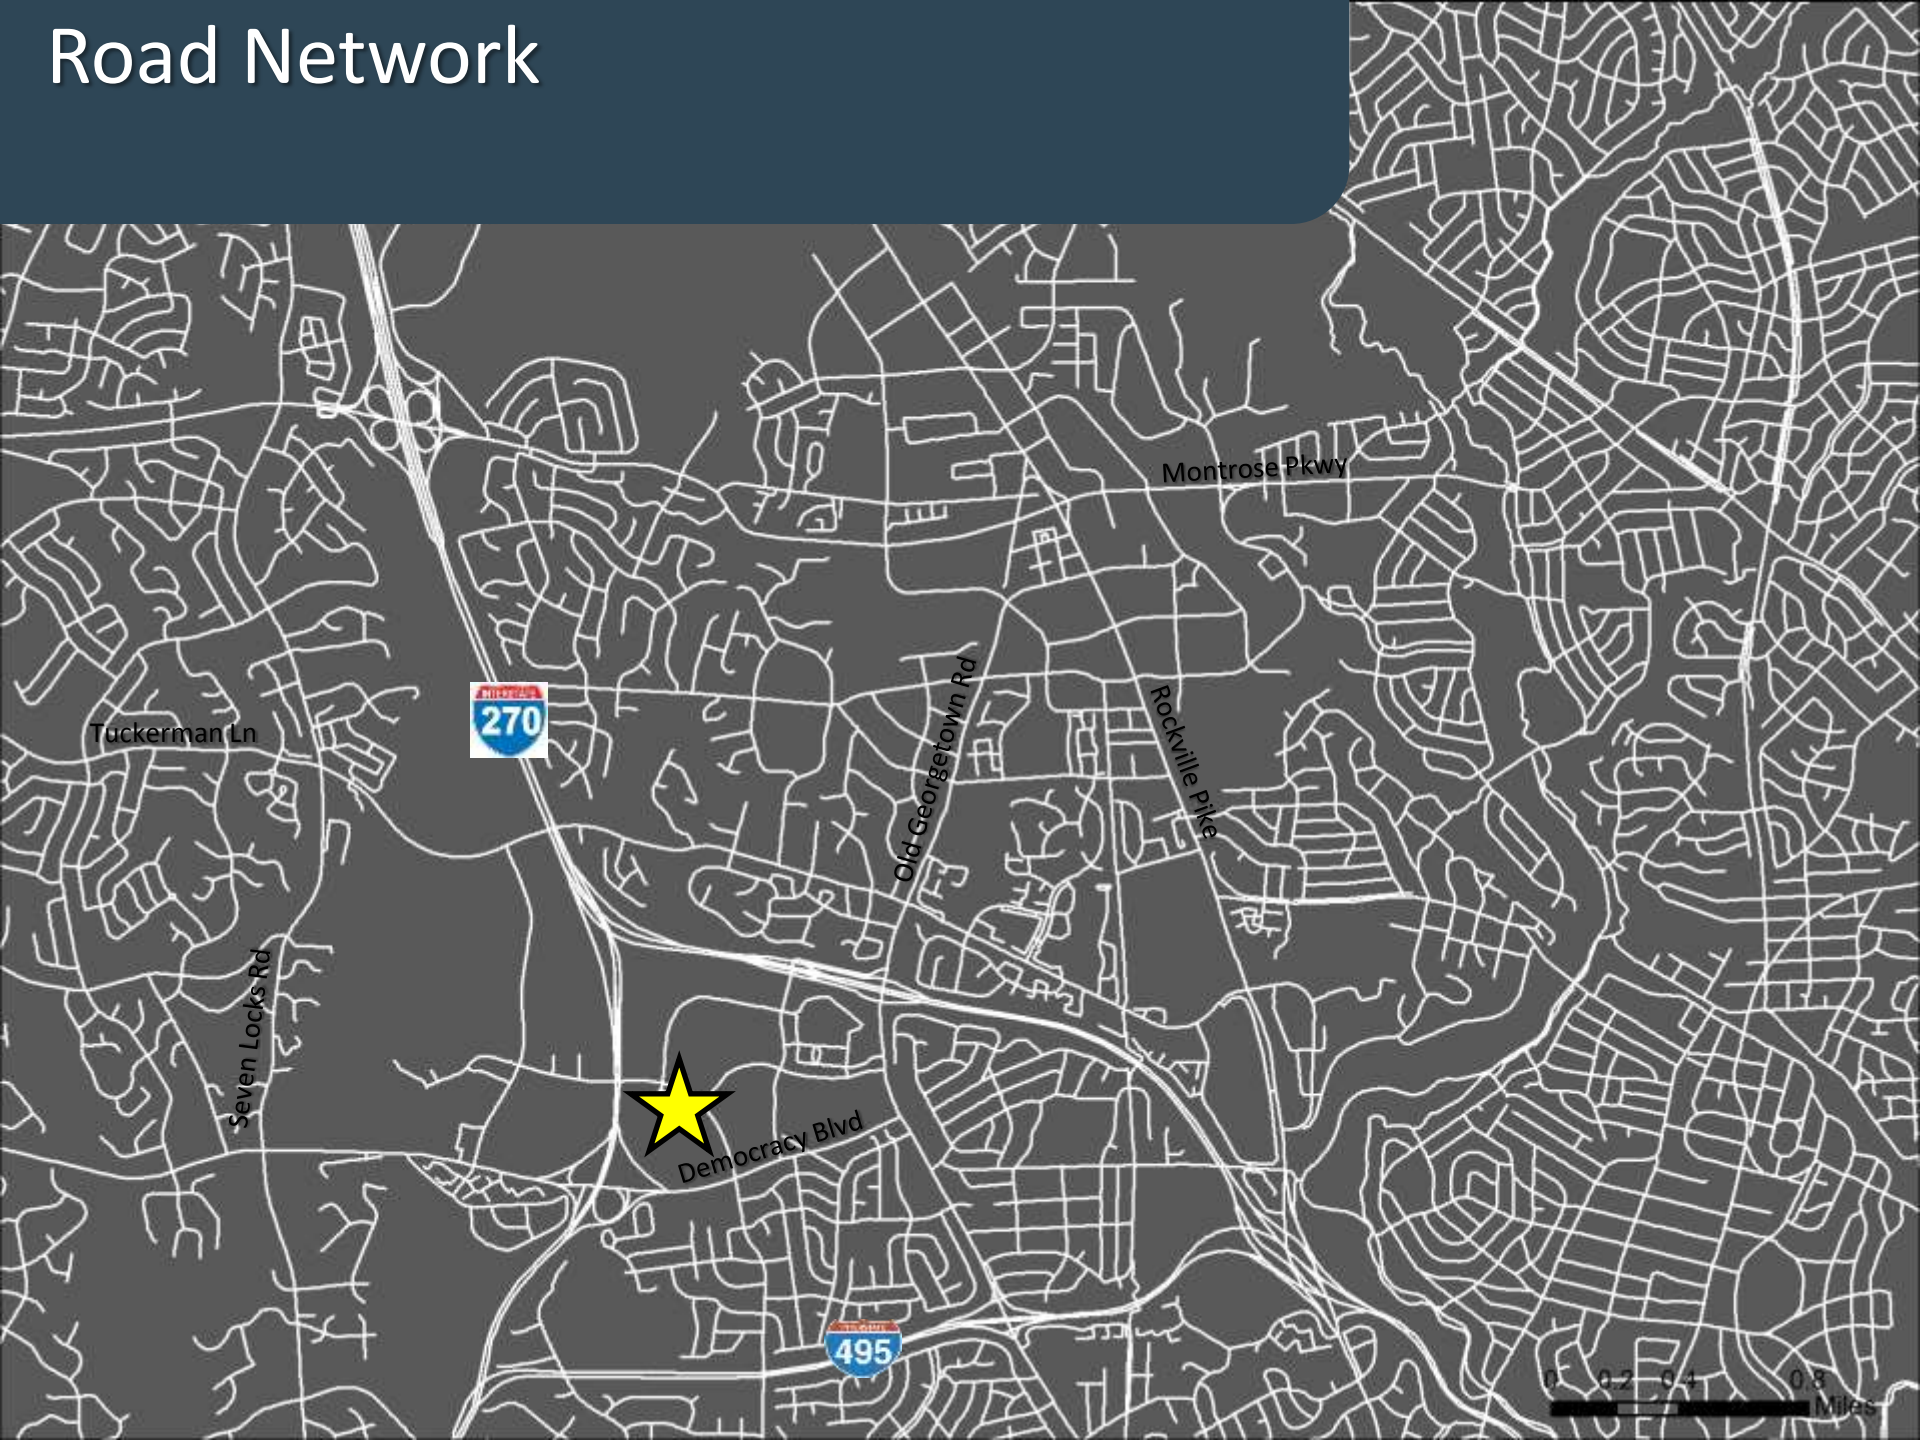 Road Network
Montrose Pkwy
Old Georgetown Rd
Rockville Pike
INTERSTATE
270
Tuckerman Ln
Seven Locks Rd
Democracy Blvd
495
0 0.2 0.4 0.8
Miles